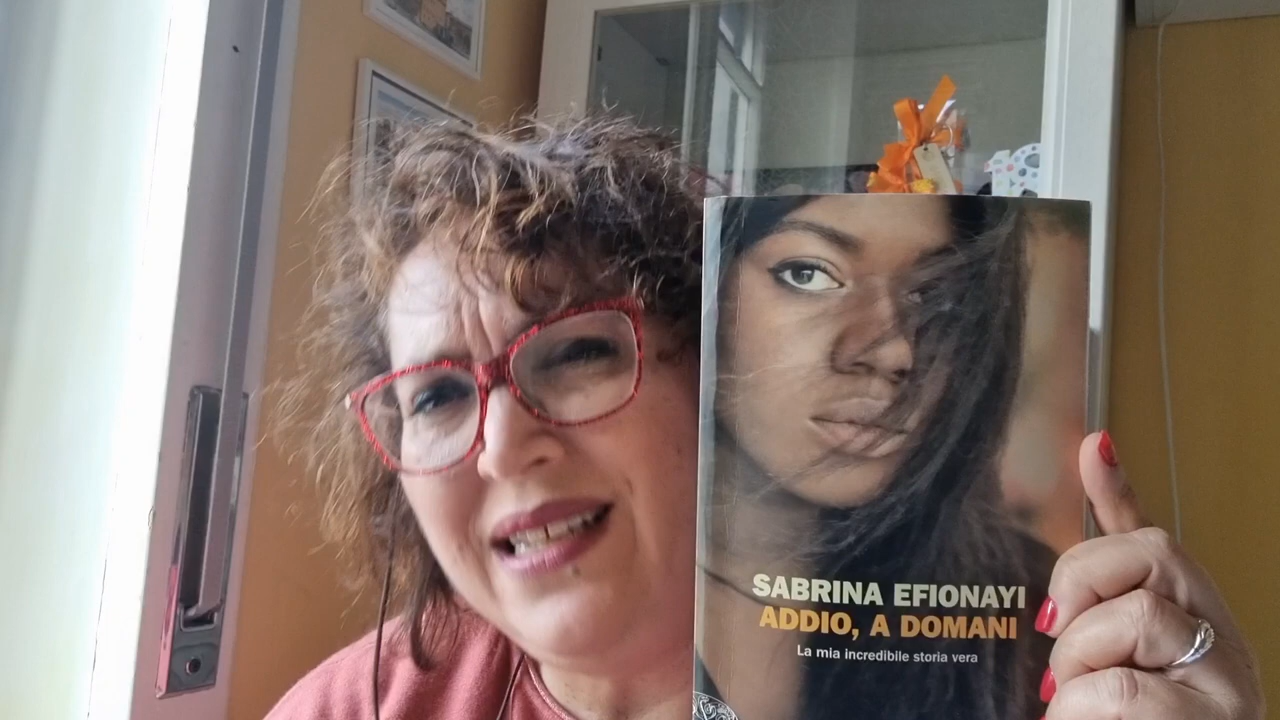 SABRINA EFIONAYI
ADDIO, A DOMANI
La mia incredibile storia vera